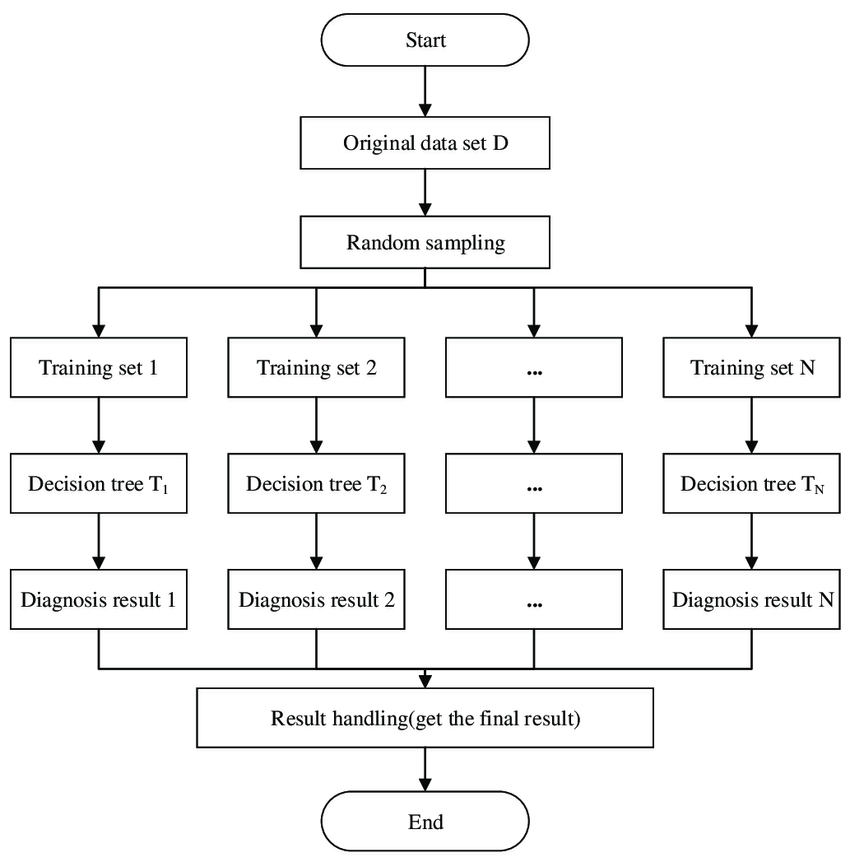 Start
Original data set D
Random sampling
Training set 1
Training set 2
...
Training set N
Decision tree T₁
Decision tree T₂
...
Decision tree T_N
Diagnosis result 1
Diagnosis result 2
...
Diagnosis result N
Result handling(get the final result)
End